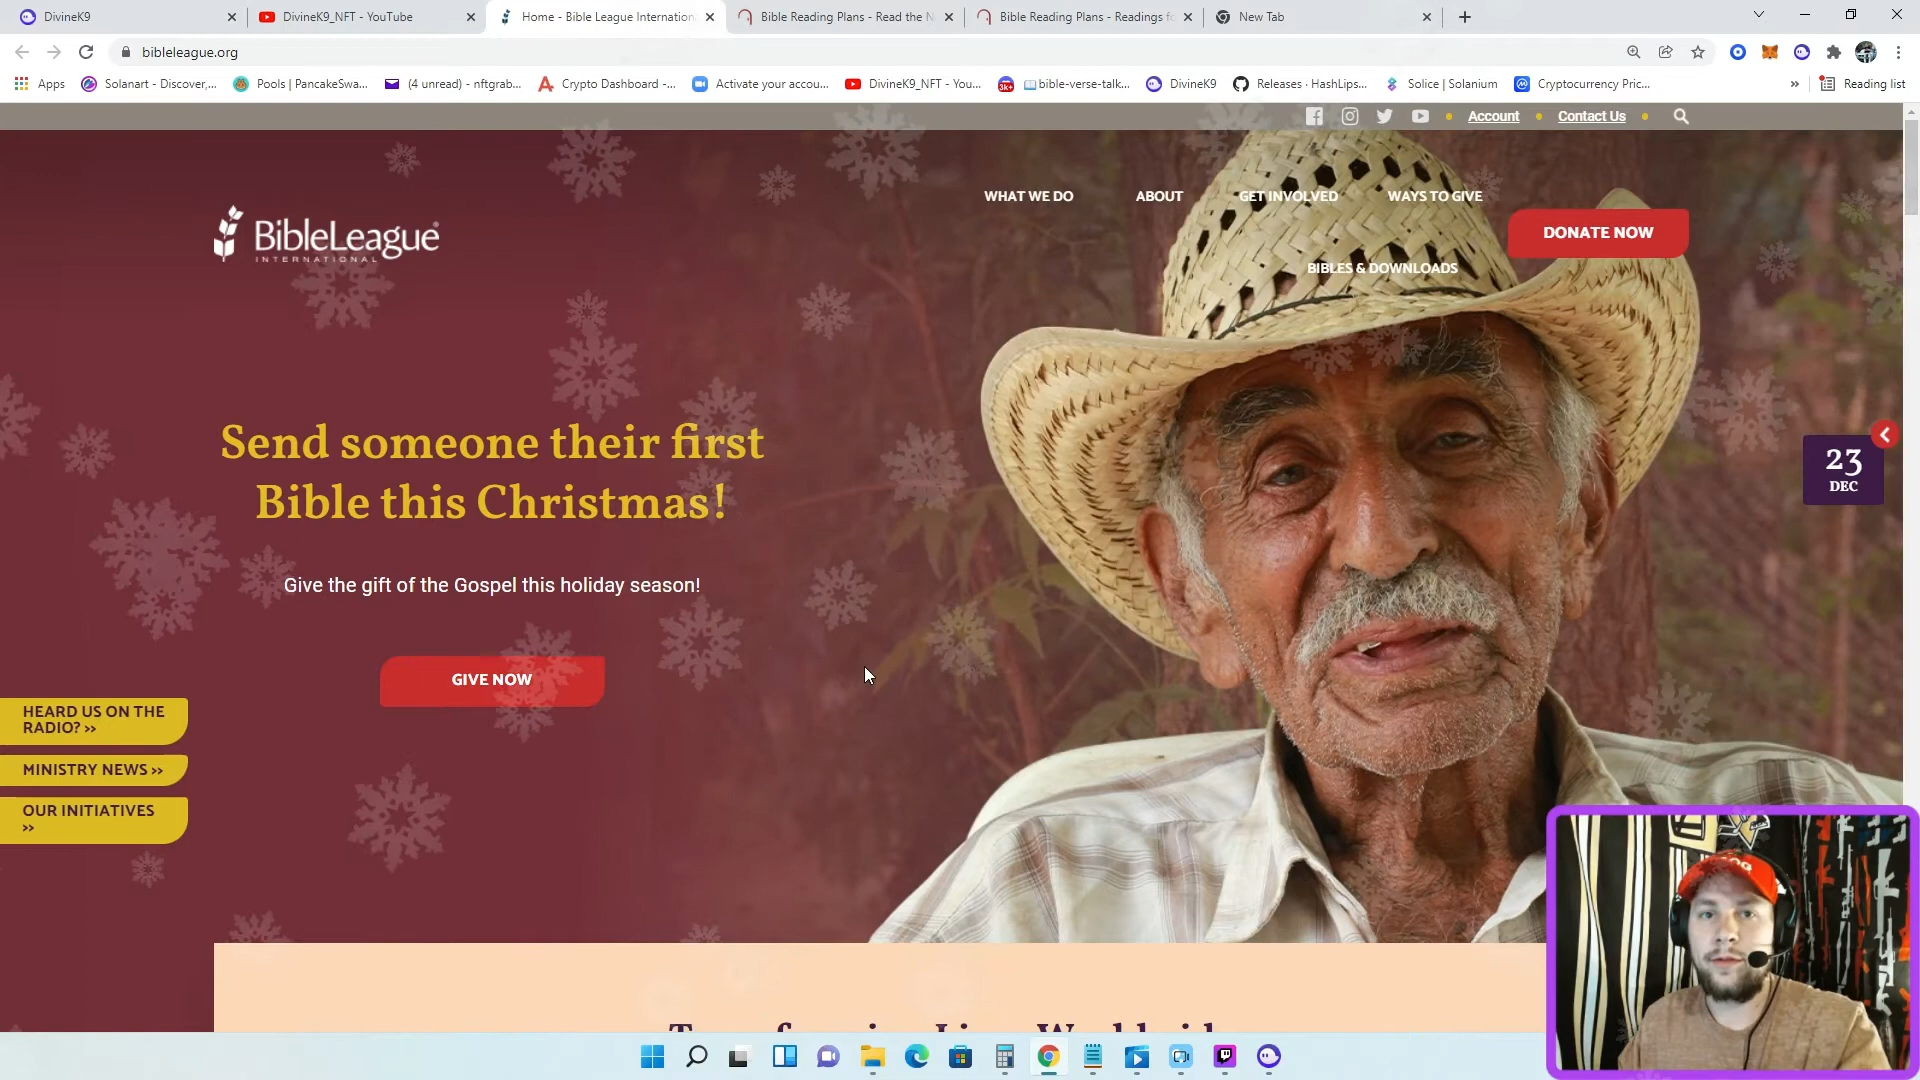 DivineK9
DivineK9_NFT - YouTube
Home - Bible League Internation
Bible Reading Plans - Read the N
Bible Reading Plans - Readings fo
New Tab
bibleleague.org
Apps
Solanart - Discover,...
Pools | PancakeSwa...
(4 unread) - nftgrab...
Crypto Dashboard -...
Activate your accou...
DivineK9_NFT - You...
3k+
bible-verse-talk...
DivineK9
Releases · HashLips...
Solice | Solanium
Cryptocurrency Pric...
»
Reading list
Account
Contact Us
BibleLeague®
INTERNATIONAL
WHAT WE DO
ABOUT
GET INVOLVED
WAYS TO GIVE
DONATE NOW
BIBLES & DOWNLOADS
Send someone their first
Bible this Christmas!
23
DEC
Give the gift of the Gospel this holiday season!
GIVE NOW
HEARD US ON THE
RADIO? >>
MINISTRY NEWS >>
OUR INITIATIVES
>>